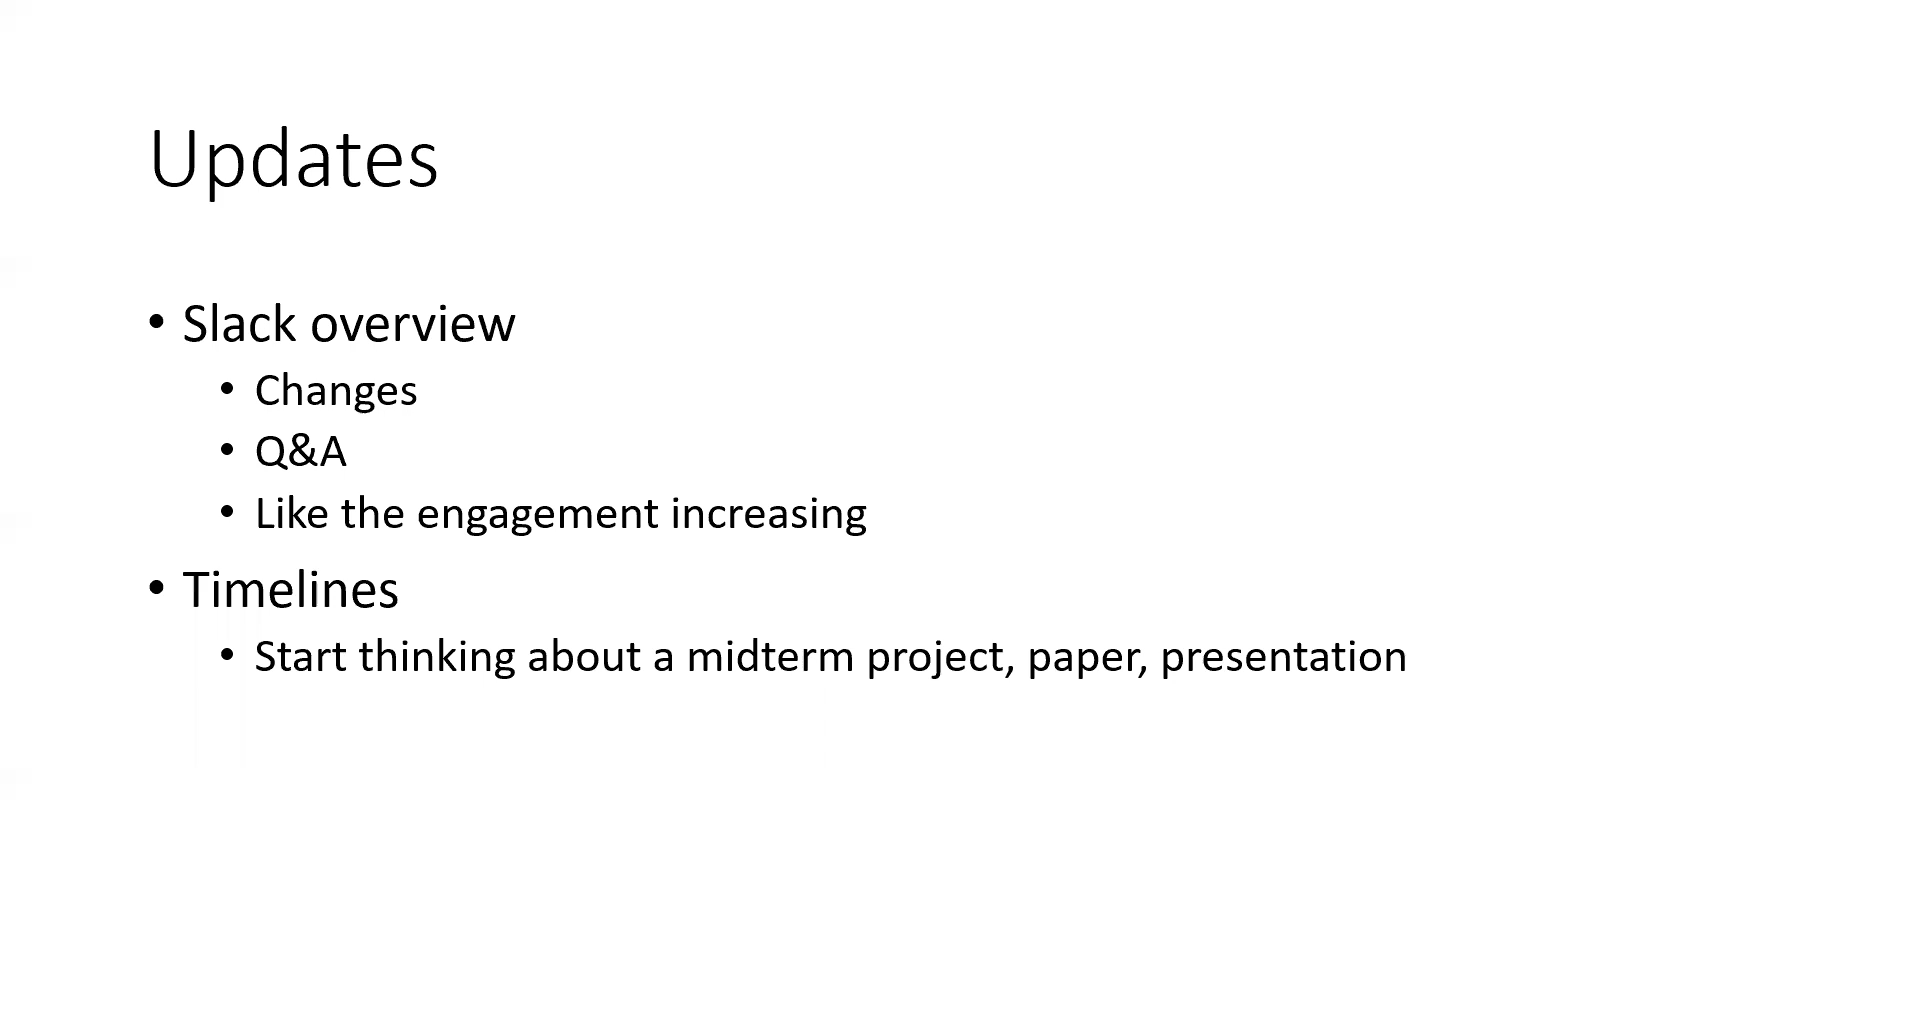 Updates
• Slack overview
• Changes
• Q&A
• Like the engagement increasing
• Timelines
• Start thinking about a midterm project, paper, presentation